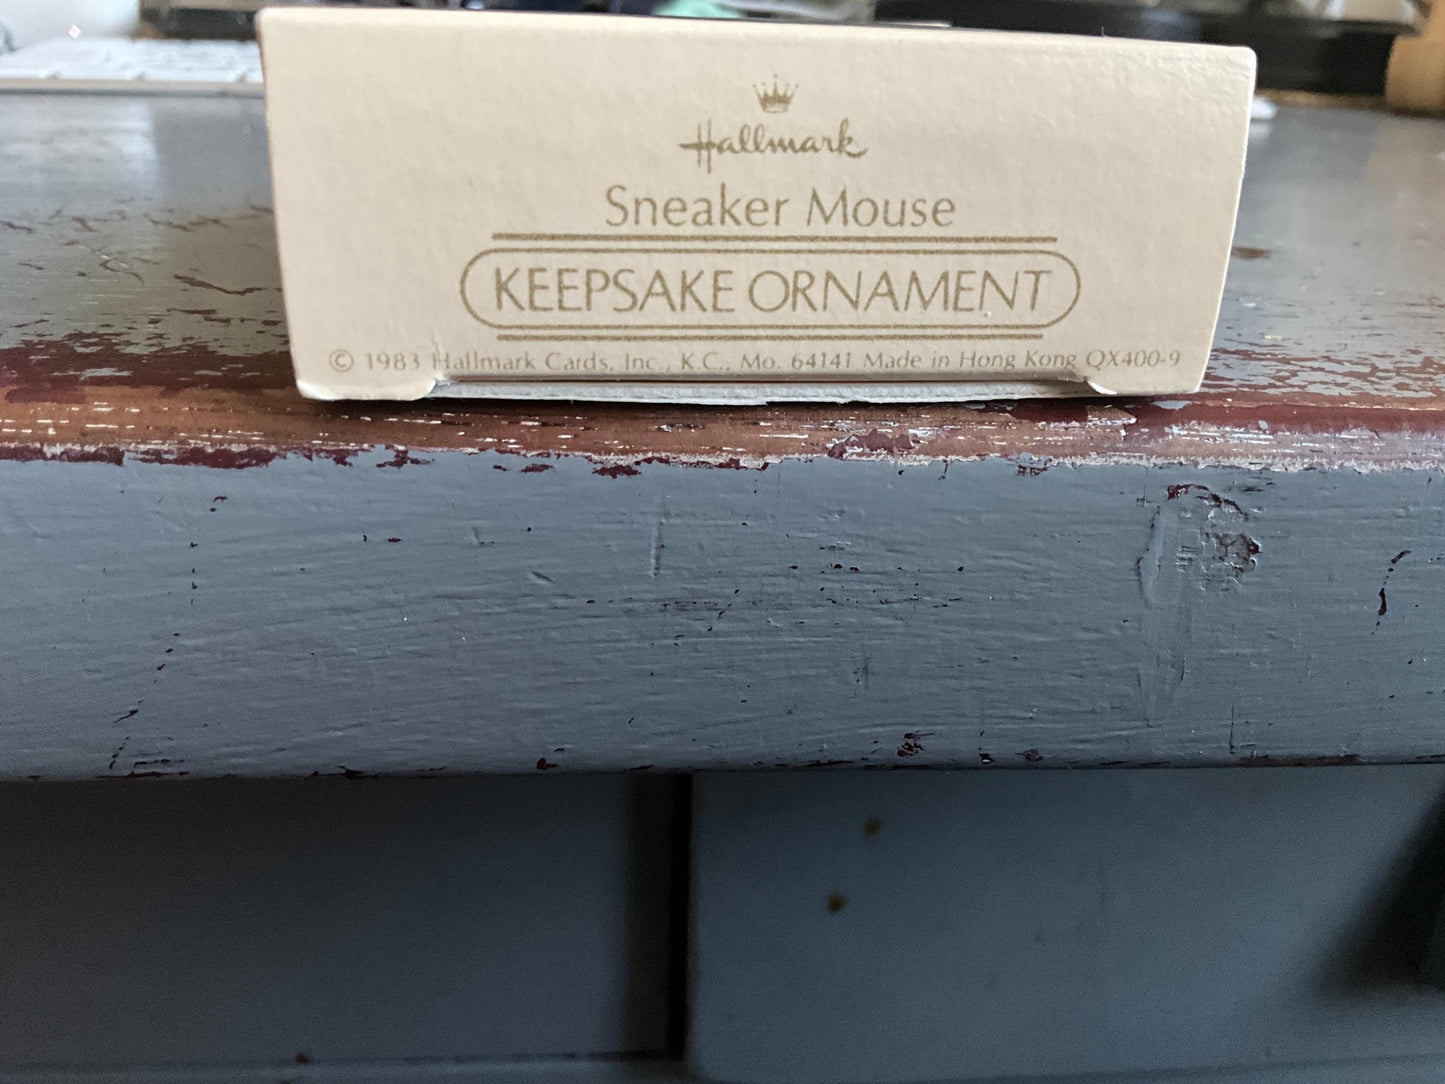 Hallmark
Sneaker Mouse
KEEPSAKE ORNAMENT
© 1983 Hallmark Cards, Inc., K.C., Mo. 64141 Made in Hong Kong QX400-9